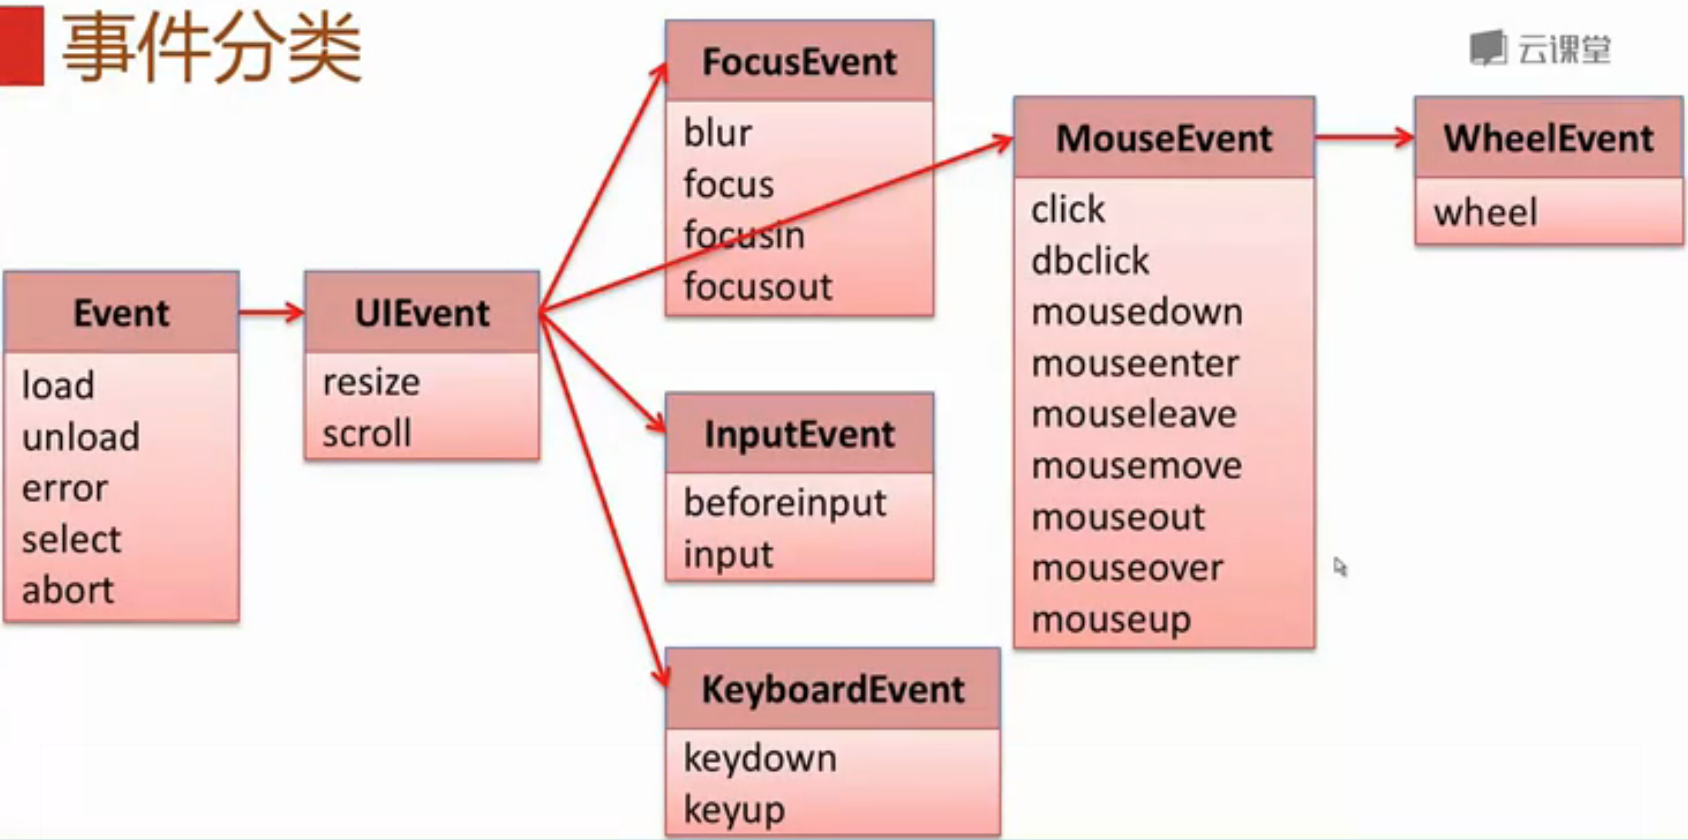 事件分类
云课堂
Event
load
unload
error
select
abort
UIEvent
resize
scroll
FocusEvent
blur
focus
focusin
focusout
InputEvent
beforeinput
input
KeyboardEvent
keydown
keyup
MouseEvent
click
dbclick
mousedown
mouseenter
mouseleave
mousemove
mouseout
mouseover
mouseup
WheelEvent
wheel